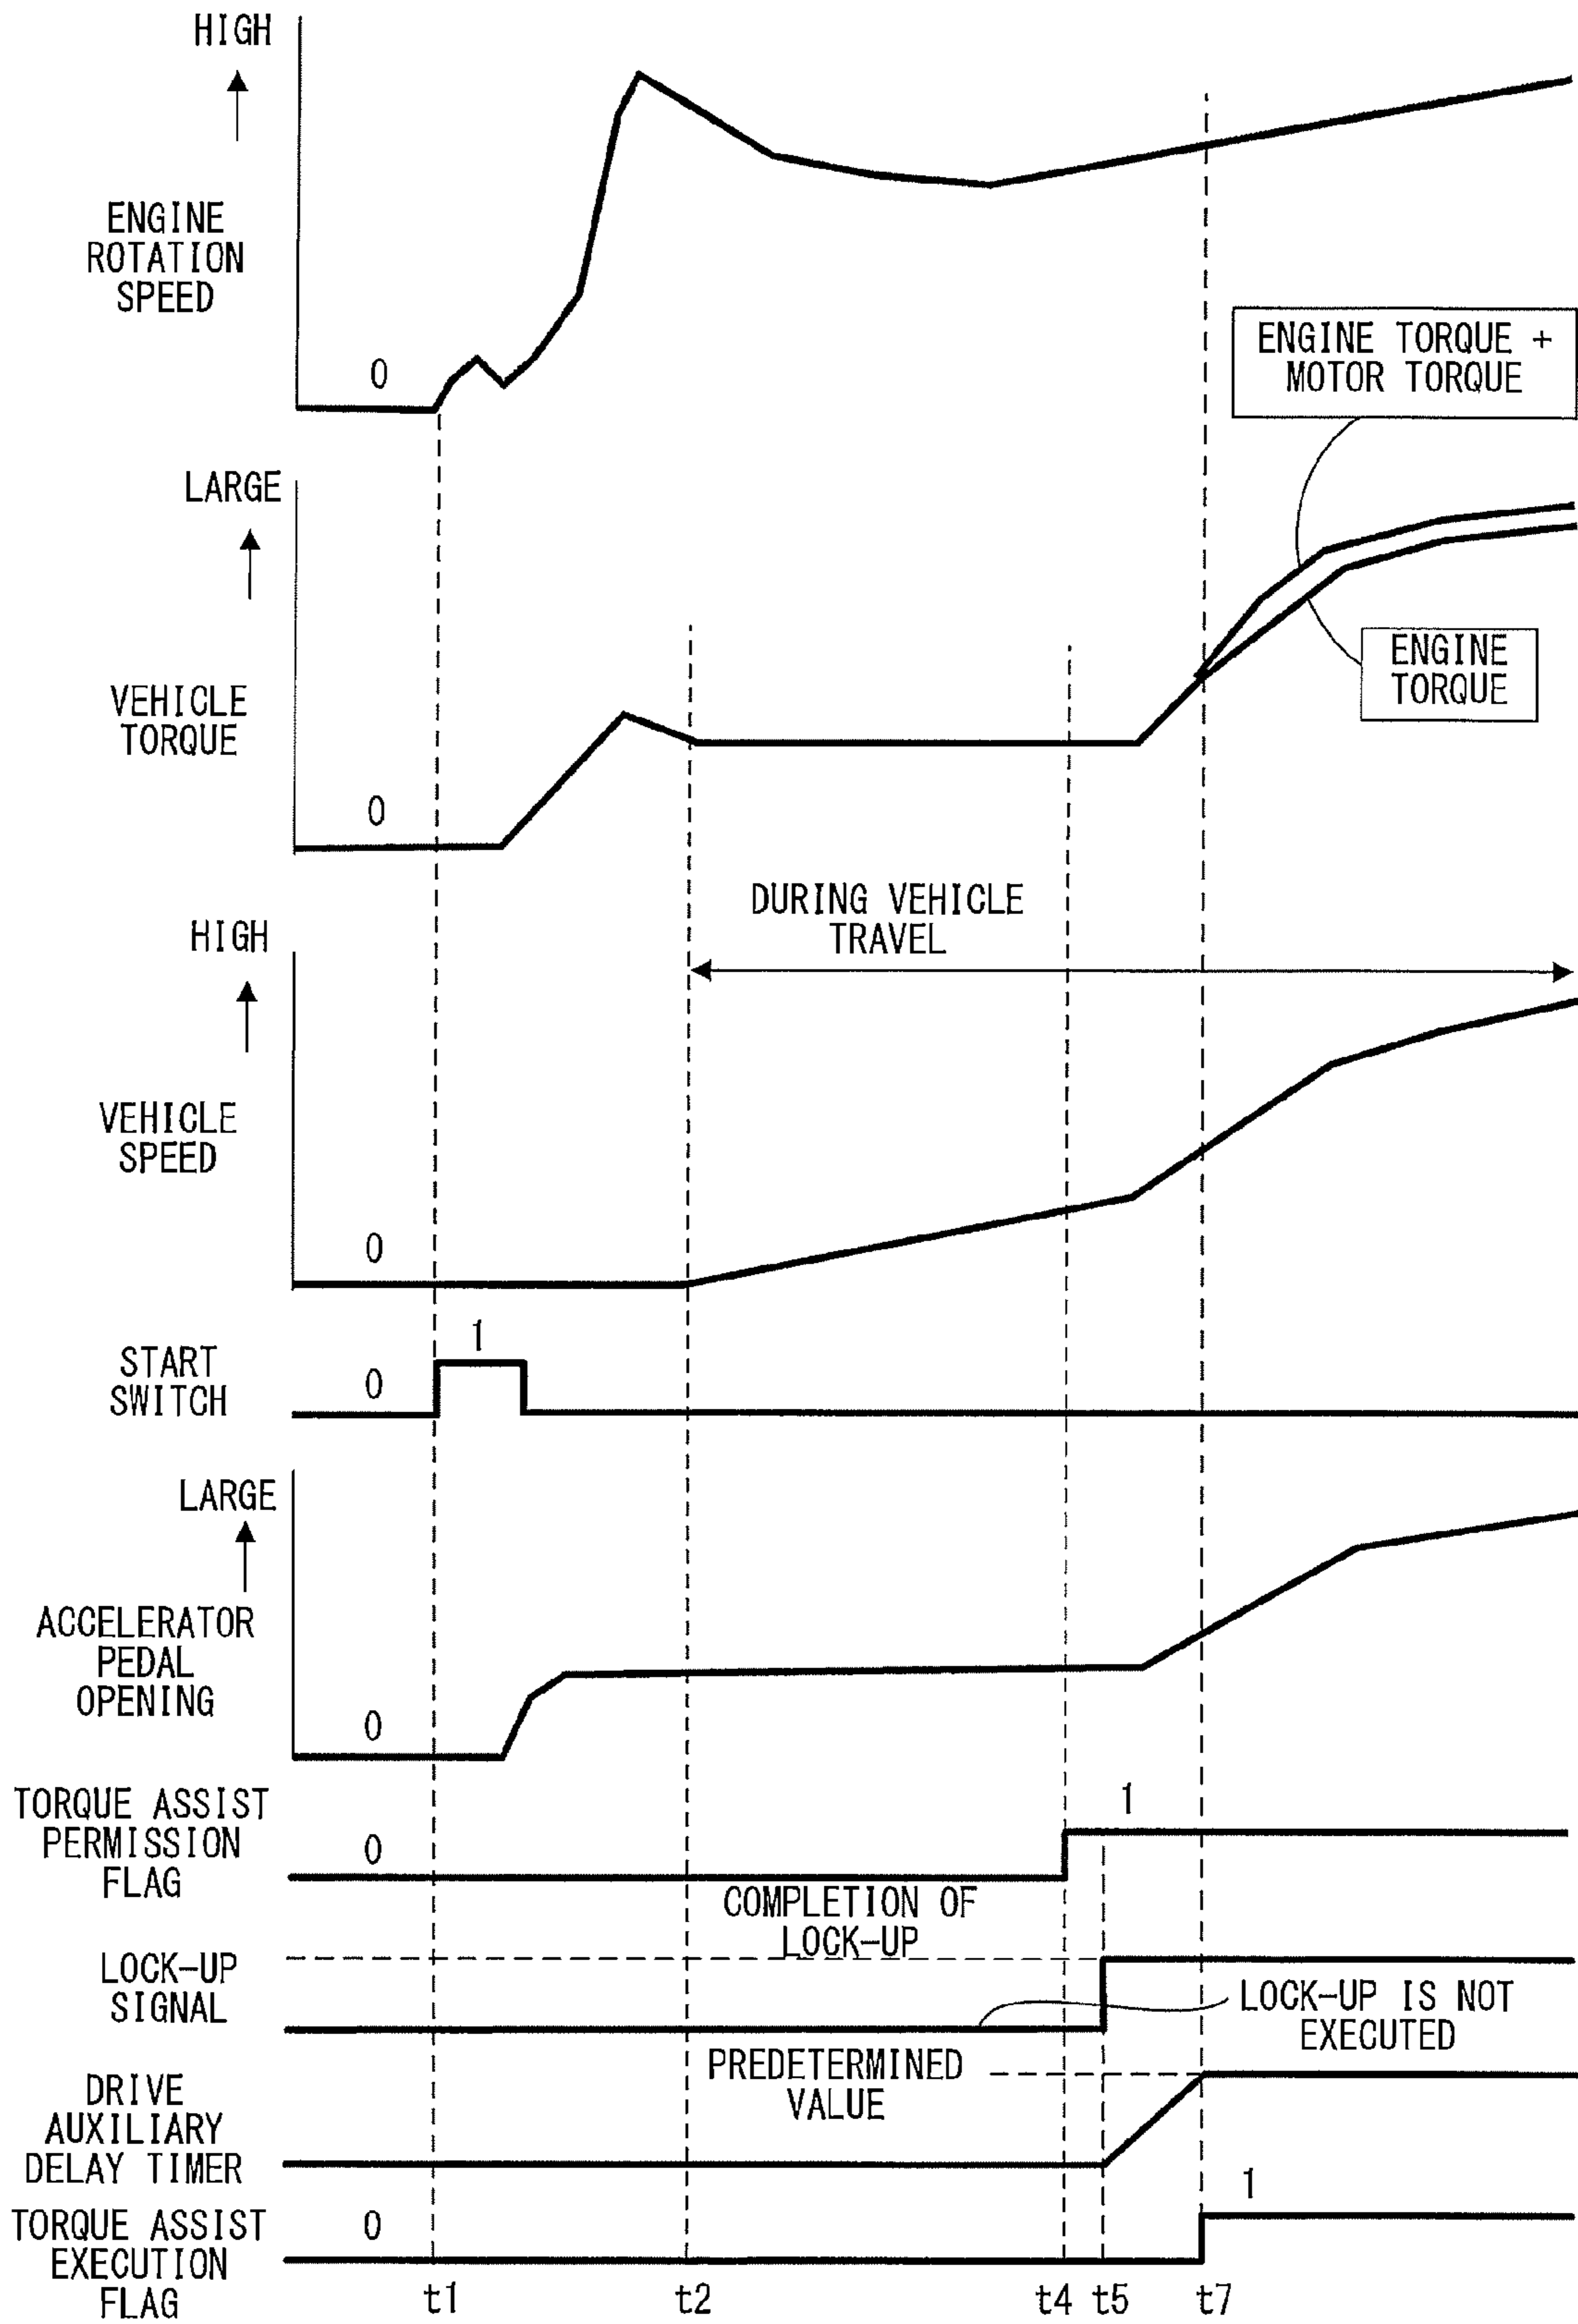 HIGH
ENGINE
ROTATION
SPEED
0
ENGINE TORQUE +
MOTOR TORQUE
LARGE
ENGINE
TORQUE
VEHICLE
TORQUE
0
DURING VEHICLE
TRAVEL
HIGH
VEHICLE
SPEED
0
1
START
SWITCH
0
LARGE
ACCELERATOR
PEDAL
OPENING
0
TORQUE ASSIST
PERMISSION
FLAG
0
1
COMPLETION OF
LOCK-UP
LOCK-UP
SIGNAL
LOCK-UP IS NOT
EXECUTED
PREDETERMINED
VALUE
DRIVE
AUXILIARY
DELAY TIMER
1
TORQUE ASSIST
EXECUTION
FLAG
0
t1 t2 t4 t5 t7